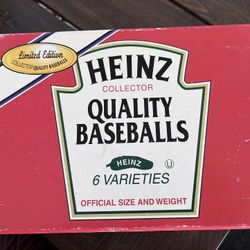 Limited Edition
COLLECTOR QUALITY BASEBALLS
HEINZ
COLLECTOR
QUALITY
BASEBALLS
HEINZ
U
6 VARIETIES
OFFICIAL SIZE AND WEIGHT